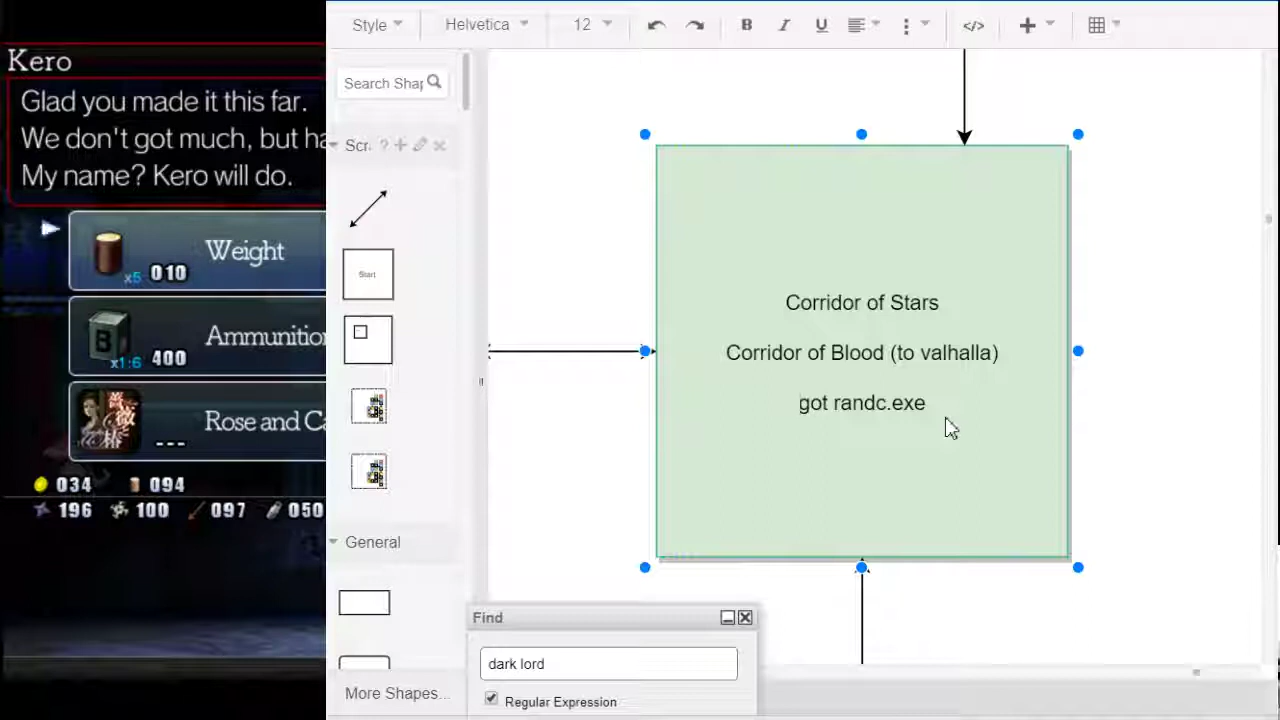 Kero
Glad you made it this far.
We don't got much, but ha
My name? Kero will do.
Weight
x5 010
Ammunition
B
x1:6 400
Rose and Ca
---
034 094
196 100 097 050
Style Helvetica 12 B I U </>
Search Shap
Scr. ?
Start
General
More Shapes...
Corridor of Stars
Corridor of Blood (to valhalla)
got randc.exe
Find
dark lord
Regular Expression